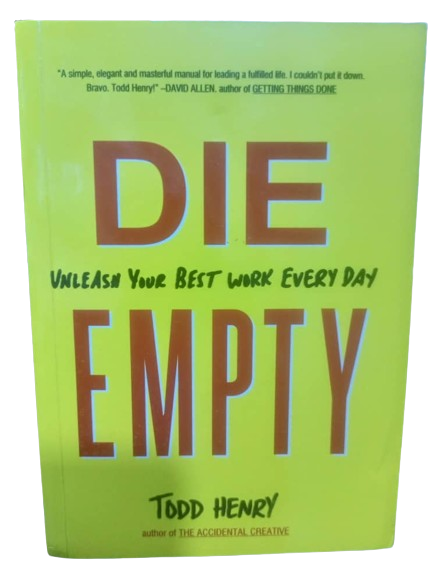 "A simple, elegant and masterful manual for leading a fulfilled life. I couldn't put it down.
Bravo. Todd Henry!" –DAVID ALLEN. author of GETTING THINGS DONE
DIE
UNLEASH YOUR BEST WORK EVERY DAY
EMPTY
TODD HENRY
author of THE ACCIDENTAL CREATIVE